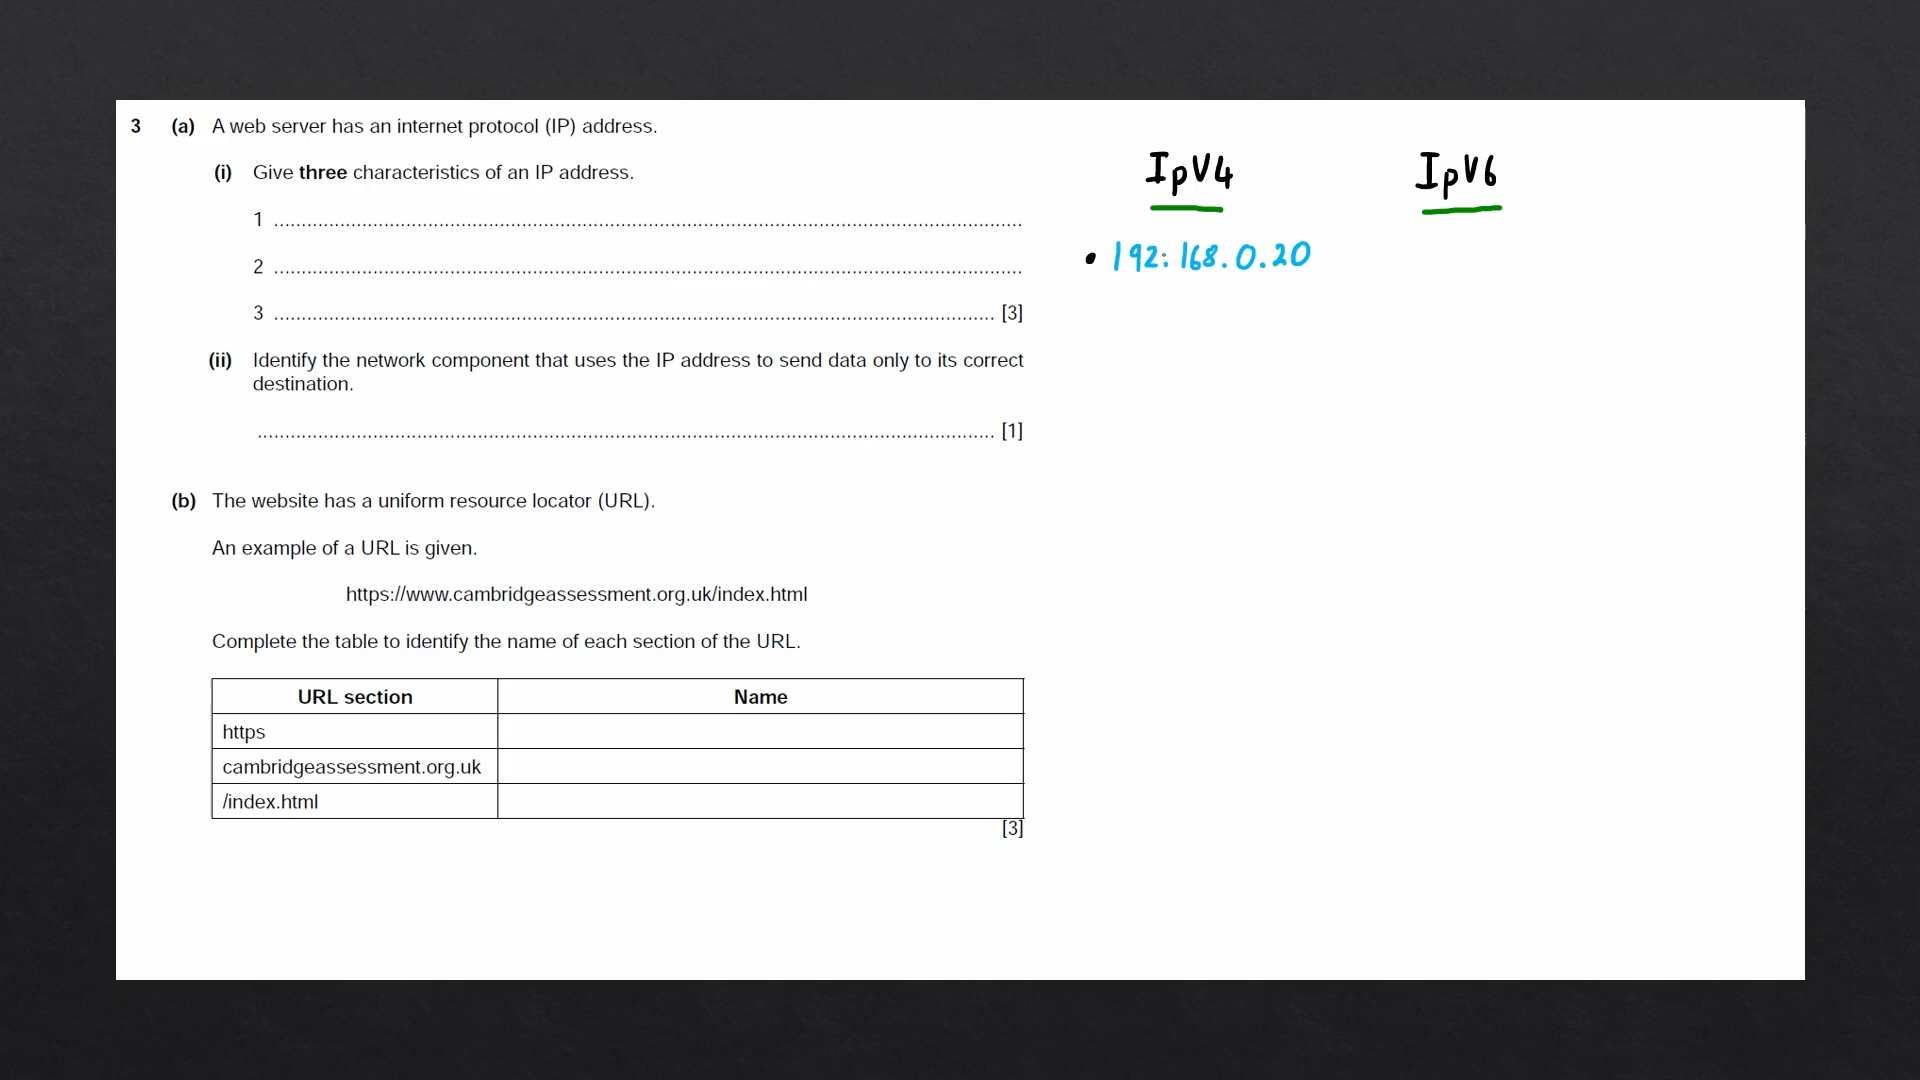 3 (a) A web server has an internet protocol (IP) address.
(i) Give three characteristics of an IP address.
1 ................................................................
2 ................................................................
3 ................................................................ [3]
(ii) Identify the network component that uses the IP address to send data only to its correct
destination.
................................................................ [1]
(b) The website has a uniform resource locator (URL).
An example of a URL is given.
https://www.cambridgeassessment.org.uk/index.html
Complete the table to identify the name of each section of the URL.
URL section Name
https
cambridgeassessment.org.uk
/index.html
[3]
IpV4 IpV6
• 192:168.0.20